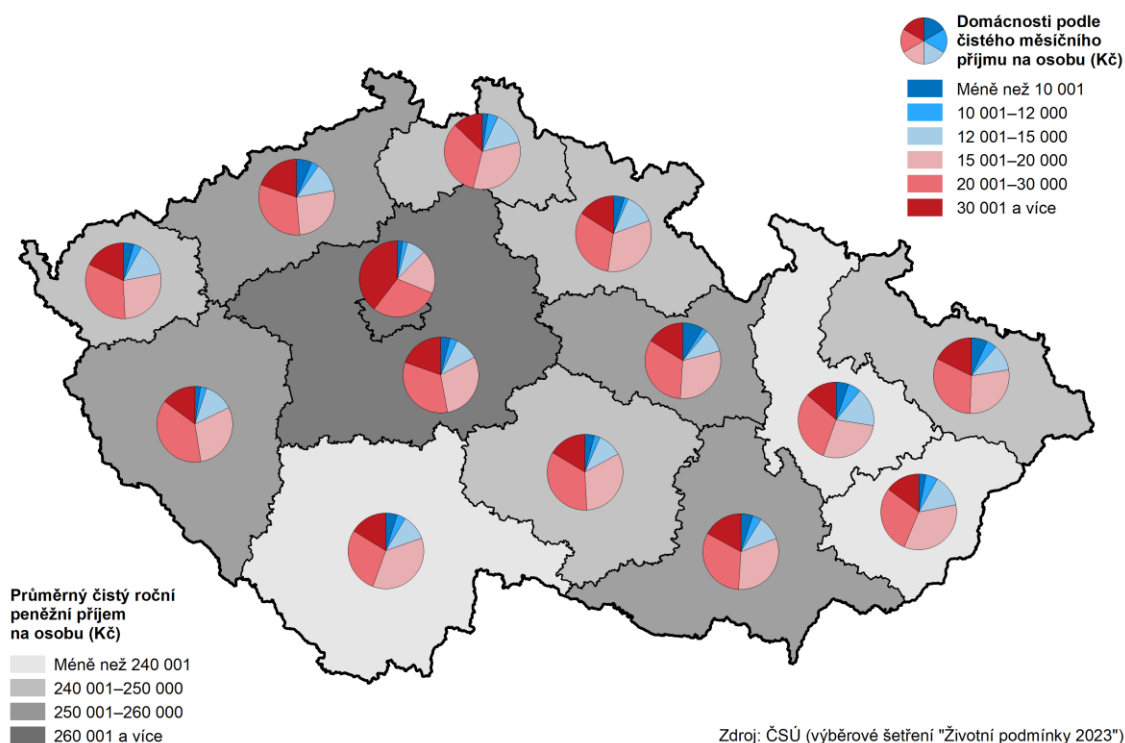 Domácnosti podle
čistého měsíčního
příjmu na osobu (Kč)
Méně než 10 001
10 001–12 000
12 001–15 000
15 001–20 000
20 001–30 000
30 001 a více
Průměrný čistý roční
peněžní příjem
na osobu (Kč)
Méně než 240 001
240 001–250 000
250 001–260 000
260 001 a více
Zdroj: ČSÚ (výběrové šetření "Životní podmínky 2023")